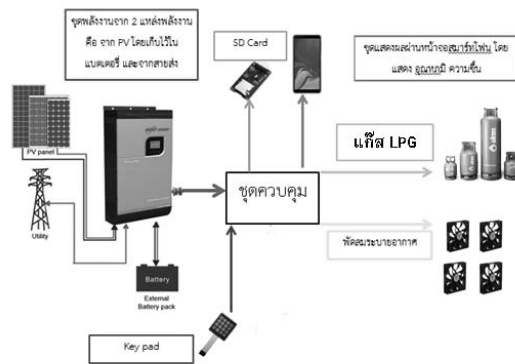 ชุดพลังงานจาก 2 แหล่งพลังงาน
คือ จาก PV โดยเก็บไว้ใน
แบตเตอรี่ และจากสายส่ง
SD Card
ชุดแสดงผลผ่านหน้าจอสมาร์ทโฟน โดย
แสดง อุณหภูมิ ความชื้น
PV panel
แก๊ส LPG
ชุดควบคุม
Utility
พัดลมระบายอากาศ
Battery
External
Battery pack
Key pad